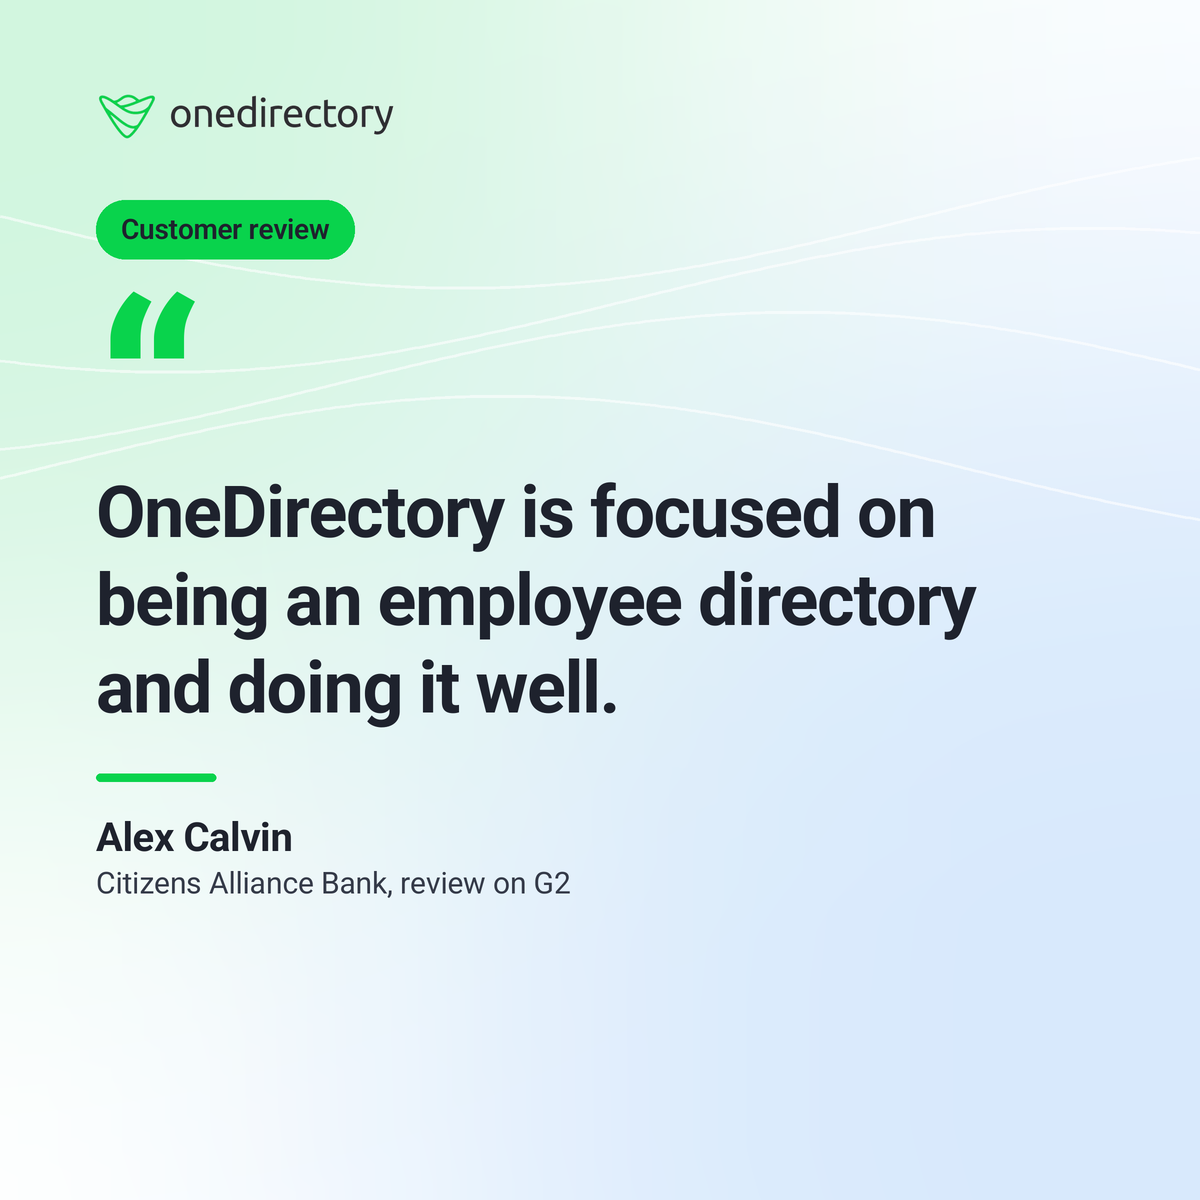 onedirectory
Customer review
“
OneDirectory is focused on
being an employee directory
and doing it well.
Alex Calvin
Citizens Alliance Bank, review on G2